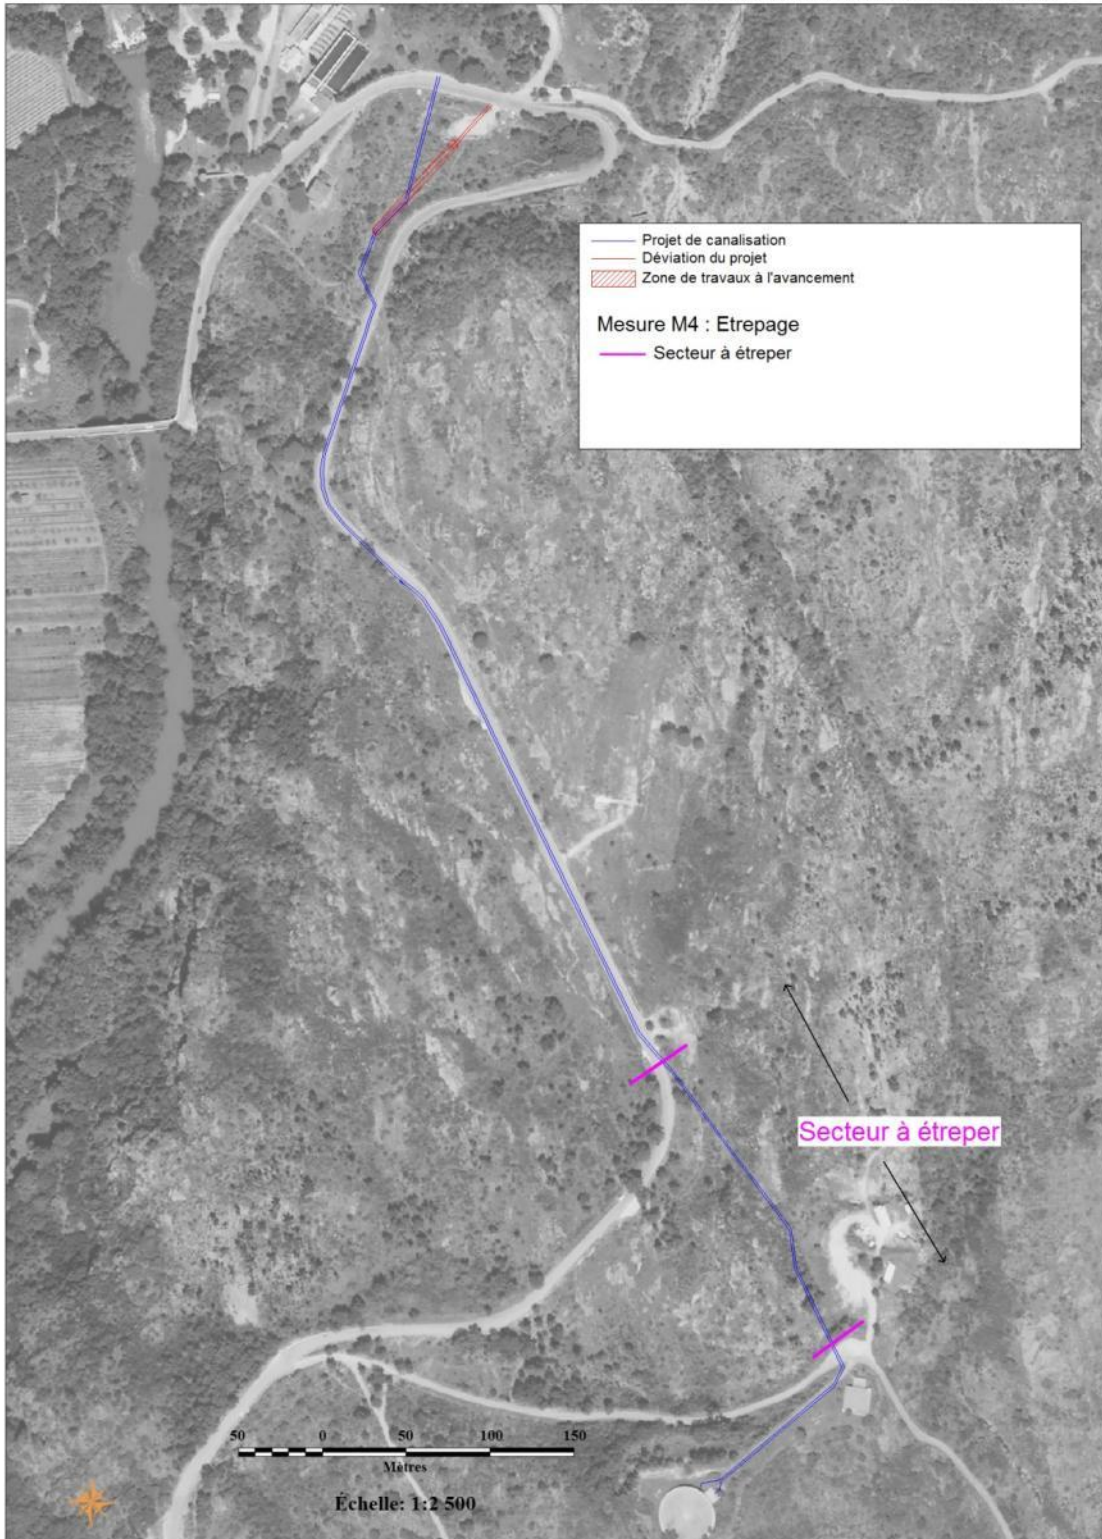 Projet de canalisation
Déviation du projet
Zone de travaux à l'avancement
Mesure M4 : Etrepage
Secteur à étreper
Secteur à étreper
50 0 50 100 150
Mètres
Échelle: 1:2 500